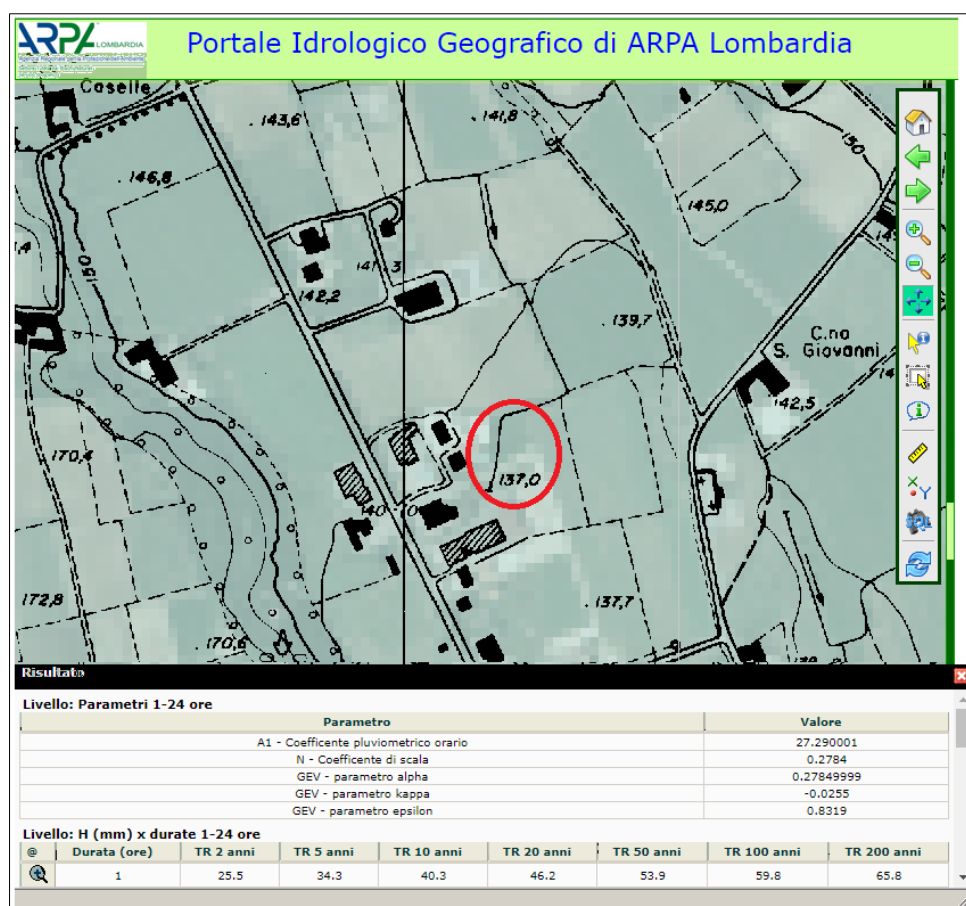 ARPA LOMBARDIA
Portale Idrologico Geografico di ARPA Lombardia
Caselle
143,6
141,8
146,8
150
150
145,0
142,2
139,7
C.no
S. Giovanni
142,5
170,4
137,0
172,8
137,7
170,6
Risultato
Livello: Parametri 1-24 ore
Parametro Valore
A1 - Coefficente pluviometrico orario 27.290001
N - Coefficente di scala 0.2784
GEV - parametro alpha 0.27849999
GEV - parametro kappa -0.0255
GEV - parametro epsilon 0.8319
Livello: H (mm) x durate 1-24 ore
@ Durata (ore) TR 2 anni TR 5 anni TR 10 anni TR 20 anni TR 50 anni TR 100 anni TR 200 anni
1 25.5 34.3 40.3 46.2 53.9 59.8 65.8